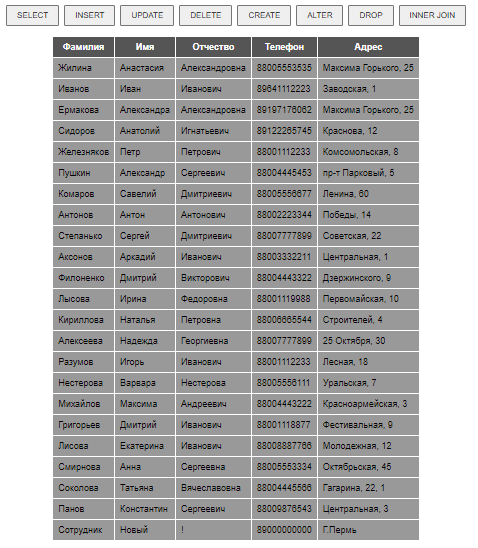 SELECT INSERT UPDATE DELETE CREATE ALTER DROP INNER JOIN
Фамилия Имя Отчество Телефон Адрес
Жилина Анастасия Александровна 88005553535 Максима Горького, 25
Иванов Иван Иванович 89641112223 Заводская, 1
Ермакова Александра Александровна 89197176062 Максима Горького, 25
Сидоров Анатолий Игнатьевич 89122265745 Краснова, 12
Железняков Петр Петрович 88001112233 Комсомольская, 8
Пушкин Александр Сергеевич 88004445453 пр-т Парковый, 5
Комаров Савелий Дмитриевич 88005556677 Ленина, 60
Антонов Антон Антонович 88002223344 Победы, 14
Степанько Сергей Дмитриевич 88007777899 Советская, 22
Аксонов Аркадий Иванович 88003332211 Центральная, 1
Филоненко Дмитрий Викторович 88004443322 Дзержинского, 9
Лысова Ирина Федоровна 88001119988 Первомайская, 10
Кириллова Наталья Петровна 88006665544 Строителей, 4
Алексеева Надежда Георгиевна 88007777899 25 Октября, 30
Разумов Игорь Иванович 88001112233 Лесная, 18
Нестерова Варвара Нестерова 88005556111 Уральская, 7
Михайлов Максима Андреевич 88004443222 Красноармейская, 3
Григорьев Дмитрий Иванович 88001118877 Фестивальная, 9
Лисова Екатерина Иванович 88008887766 Молодежная, 12
Смирнова Анна Сергеевна 88005553334 Октябрьская, 45
Соколова Татьяна Вячеславовна 88004445566 Гагарина, 22, 1
Панов Константин Сергеевич 88009876543 Центральная, 3
Сотрудник Новый ! 89000000000 Г.Пермь